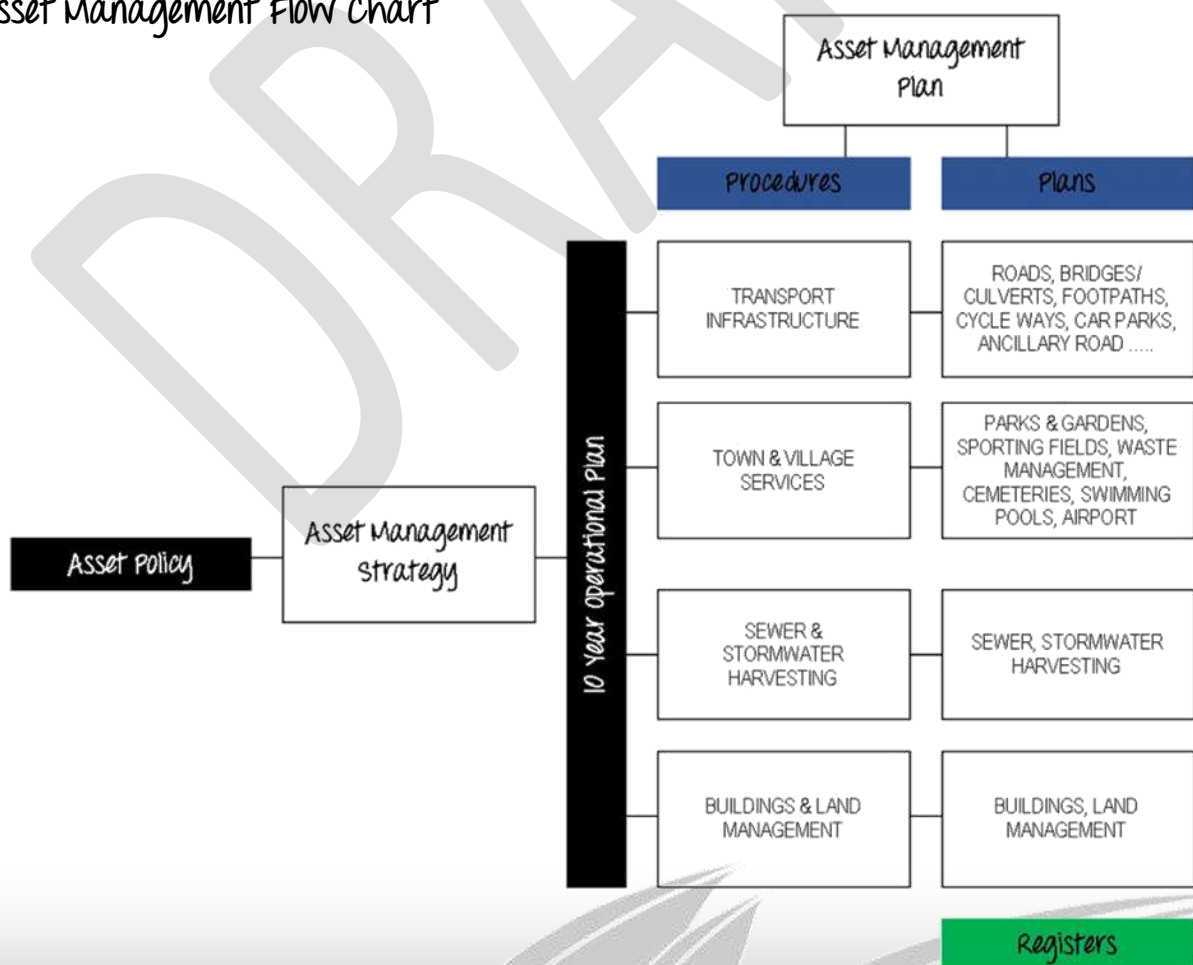 Asset Management Flow Chart
Asset Management
Plan
Procedures
Plans
TRANSPORT
INFRASTRUCTURE
ROADS, BRIDGES/
CULVERTS, FOOTPATHS,
CYCLE WAYS, CAR PARKS,
ANCILLARY ROAD .....
TOWN & VILLAGE
SERVICES
PARKS & GARDENS,
SPORTING FIELDS, WASTE
MANAGEMENT,
CEMETERIES, SWIMMING
POOLS, AIRPORT
Asset Policy
Asset Management
Strategy
10 Year Operational Plan
SEWER &
STORMWATER
HARVESTING
SEWER, STORMWATER
HARVESTING
BUILDINGS & LAND
MANAGEMENT
BUILDINGS, LAND
MANAGEMENT
Registers